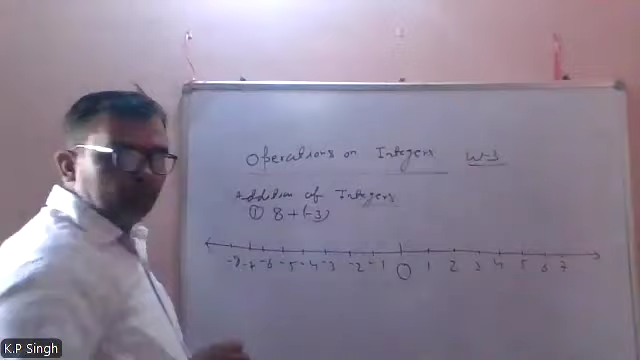 Operations on Integers W-3
Addition of Integers
① 8 + (-3)
-8 -7 -6 -5 -4 -3 -2 -1 0 1 2 3 4 5 6 7
K.P Singh